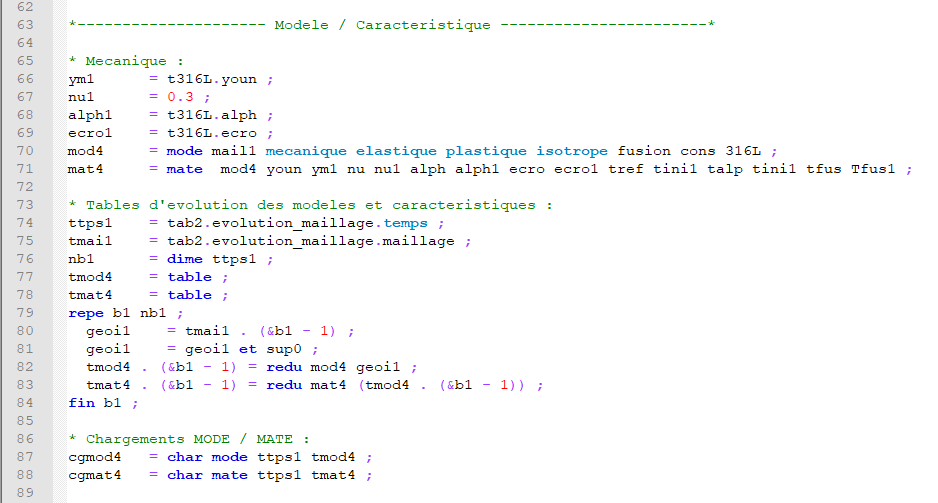 62
63 *--------------------- Modele / Caracteristique -----------------------*
64
65 * Mecanique :
66 ym1      = t316L.youn ;
67 nu1      = 0.3 ;
68 alph1    = t316L.alph ;
69 ecro1    = t316L.ecro ;
70 mod4     = mode mail1 mecanique elastique plastique isotrope fusion cons 316L ;
71 mat4     = mate  mod4 youn ym1 nu nu1 alph alph1 ecro ecro1 tref tini1 talp tini1 tfus Tfus1 ;
72
73 * Tables d'evolution des modeles et caracteristiques :
74 ttps1    = tab2.evolution_maillage.temps ;
75 tmai1    = tab2.evolution_maillage.maillage ;
76 nb1      = dime ttps1 ;
77 tmod4    = table ;
78 tmat4    = table ;
79 repe b1 nb1 ;
80   geoi1    = tmai1 . (&b1 - 1) ;
81   geoi1    = geoi1 et sup0 ;
82   tmod4 . (&b1 - 1) = redu mod4 geoi1 ;
83   tmat4 . (&b1 - 1) = redu mat4 (tmod4 . (&b1 - 1)) ;
84 fin b1 ;
85
86 * Chargements MODE / MATE :
87 cgmod4   = char mode ttps1 tmod4 ;
88 cgmat4   = char mate ttps1 tmat4 ;
89